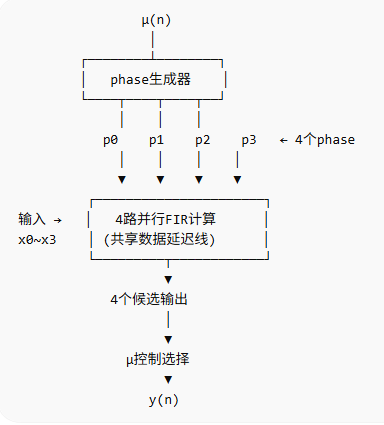 μ(n)
phase生成器
p0 p1 p2 p3 ← 4个phase
输入 → 4路并行FIR计算
x0~x3 (共享数据延迟线)
4个候选输出
μ控制选择
y(n)